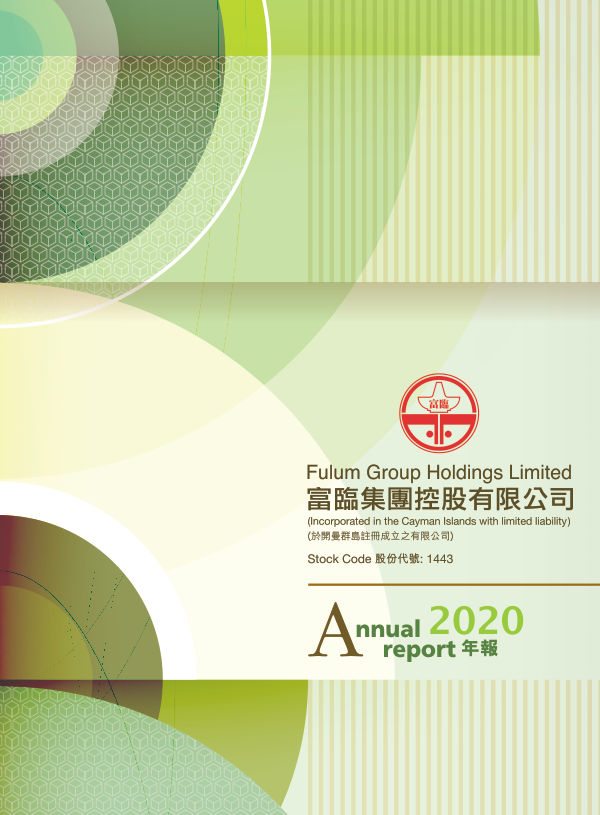 富臨
Fulum Group Holdings Limited
富臨集團控股有限公司
(Incorporated in the Cayman Islands with limited liability)
(於開曼群島註冊成立之有限公司)
Stock Code 股份代號: 1443
Annual 2020
report 年報